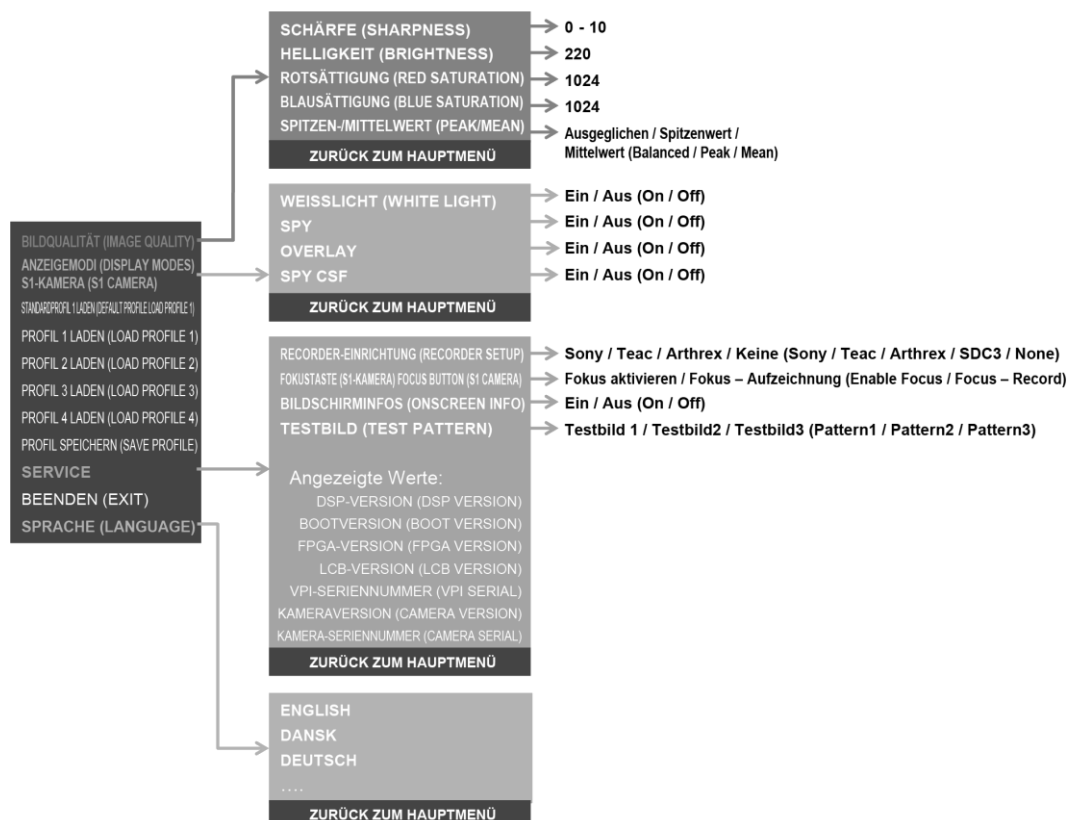 SCHÄRFE (SHARPNESS)
0 - 10
HELLIGKEIT (BRIGHTNESS)
220
ROTSÄTTIGUNG (RED SATURATION)
1024
BLAUSÄTTIGUNG (BLUE SATURATION)
1024
SPITZEN-/MITTELWERT (PEAK/MEAN)
Ausgeglichen / Spitzenwert /
Mittelwert (Balanced / Peak / Mean)
ZURÜCK ZUM HAUPTMENÜ
WEISSLICHT (WHITE LIGHT)
Ein / Aus (On / Off)
SPY
Ein / Aus (On / Off)
OVERLAY
Ein / Aus (On / Off)
SPY CSF
Ein / Aus (On / Off)
ZURÜCK ZUM HAUPTMENÜ
BILDQUALITÄT (IMAGE QUALITY)
ANZEIGEMODI (DISPLAY MODES)
S1-KAMERA (S1 CAMERA)
STANDARDPROFIL 1 LADEN (DEFAULT PROFILE LOAD PROFILE 1)
PROFIL 1 LADEN (LOAD PROFILE 1)
PROFIL 2 LADEN (LOAD PROFILE 2)
PROFIL 3 LADEN (LOAD PROFILE 3)
PROFIL 4 LADEN (LOAD PROFILE 4)
PROFIL SPEICHERN (SAVE PROFILE)
SERVICE
BEENDEN (EXIT)
SPRACHE (LANGUAGE)
RECORDER-EINRICHTUNG (RECORDER SETUP)
Sony / Teac / Arthrex / Keine (Sony / Teac / Arthrex / SDC3 / None)
FOKUSTASTE (S1-KAMERA) FOCUS BUTTON (S1 CAMERA)
Fokus aktivieren / Fokus – Aufzeichnung (Enable Focus / Focus – Record)
BILDSCHIRMINFOS (ONSCREEN INFO)
Ein / Aus (On / Off)
TESTBILD (TEST PATTERN)
Testbild 1 / Testbild2 / Testbild3 (Pattern1 / Pattern2 / Pattern3)
Angezeigte Werte:
DSP-VERSION (DSP VERSION)
BOOTVERSION (BOOT VERSION)
FPGA-VERSION (FPGA VERSION)
LCB-VERSION (LCB VERSION)
VPI-SERIENNUMMER (VPI SERIAL)
KAMERAVERSION (CAMERA VERSION)
KAMERA-SERIENNUMMER (CAMERA SERIAL)
ZURÜCK ZUM HAUPTMENÜ
ENGLISH
DANSK
DEUTSCH
....
ZURÜCK ZUM HAUPTMENÜ